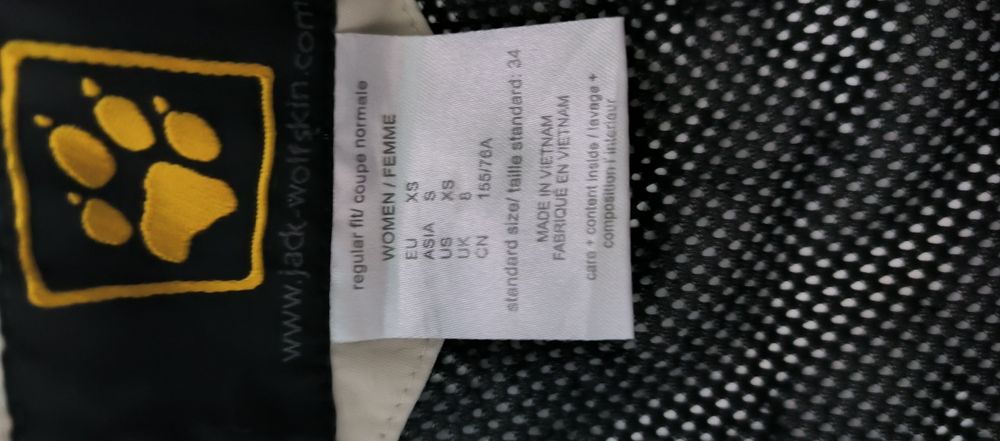 www.jack-wolfskin.com
regular fit/ coupe normale
WOMEN / FEMME
EU XS
ASIA S
US XS
UK 8
CN 155/76A
standard size/ taille standard: 34
MADE IN VIETNAM
FABRIQUÉ EN VIETNAM
care + content inside / lavage +
composition l' interiour